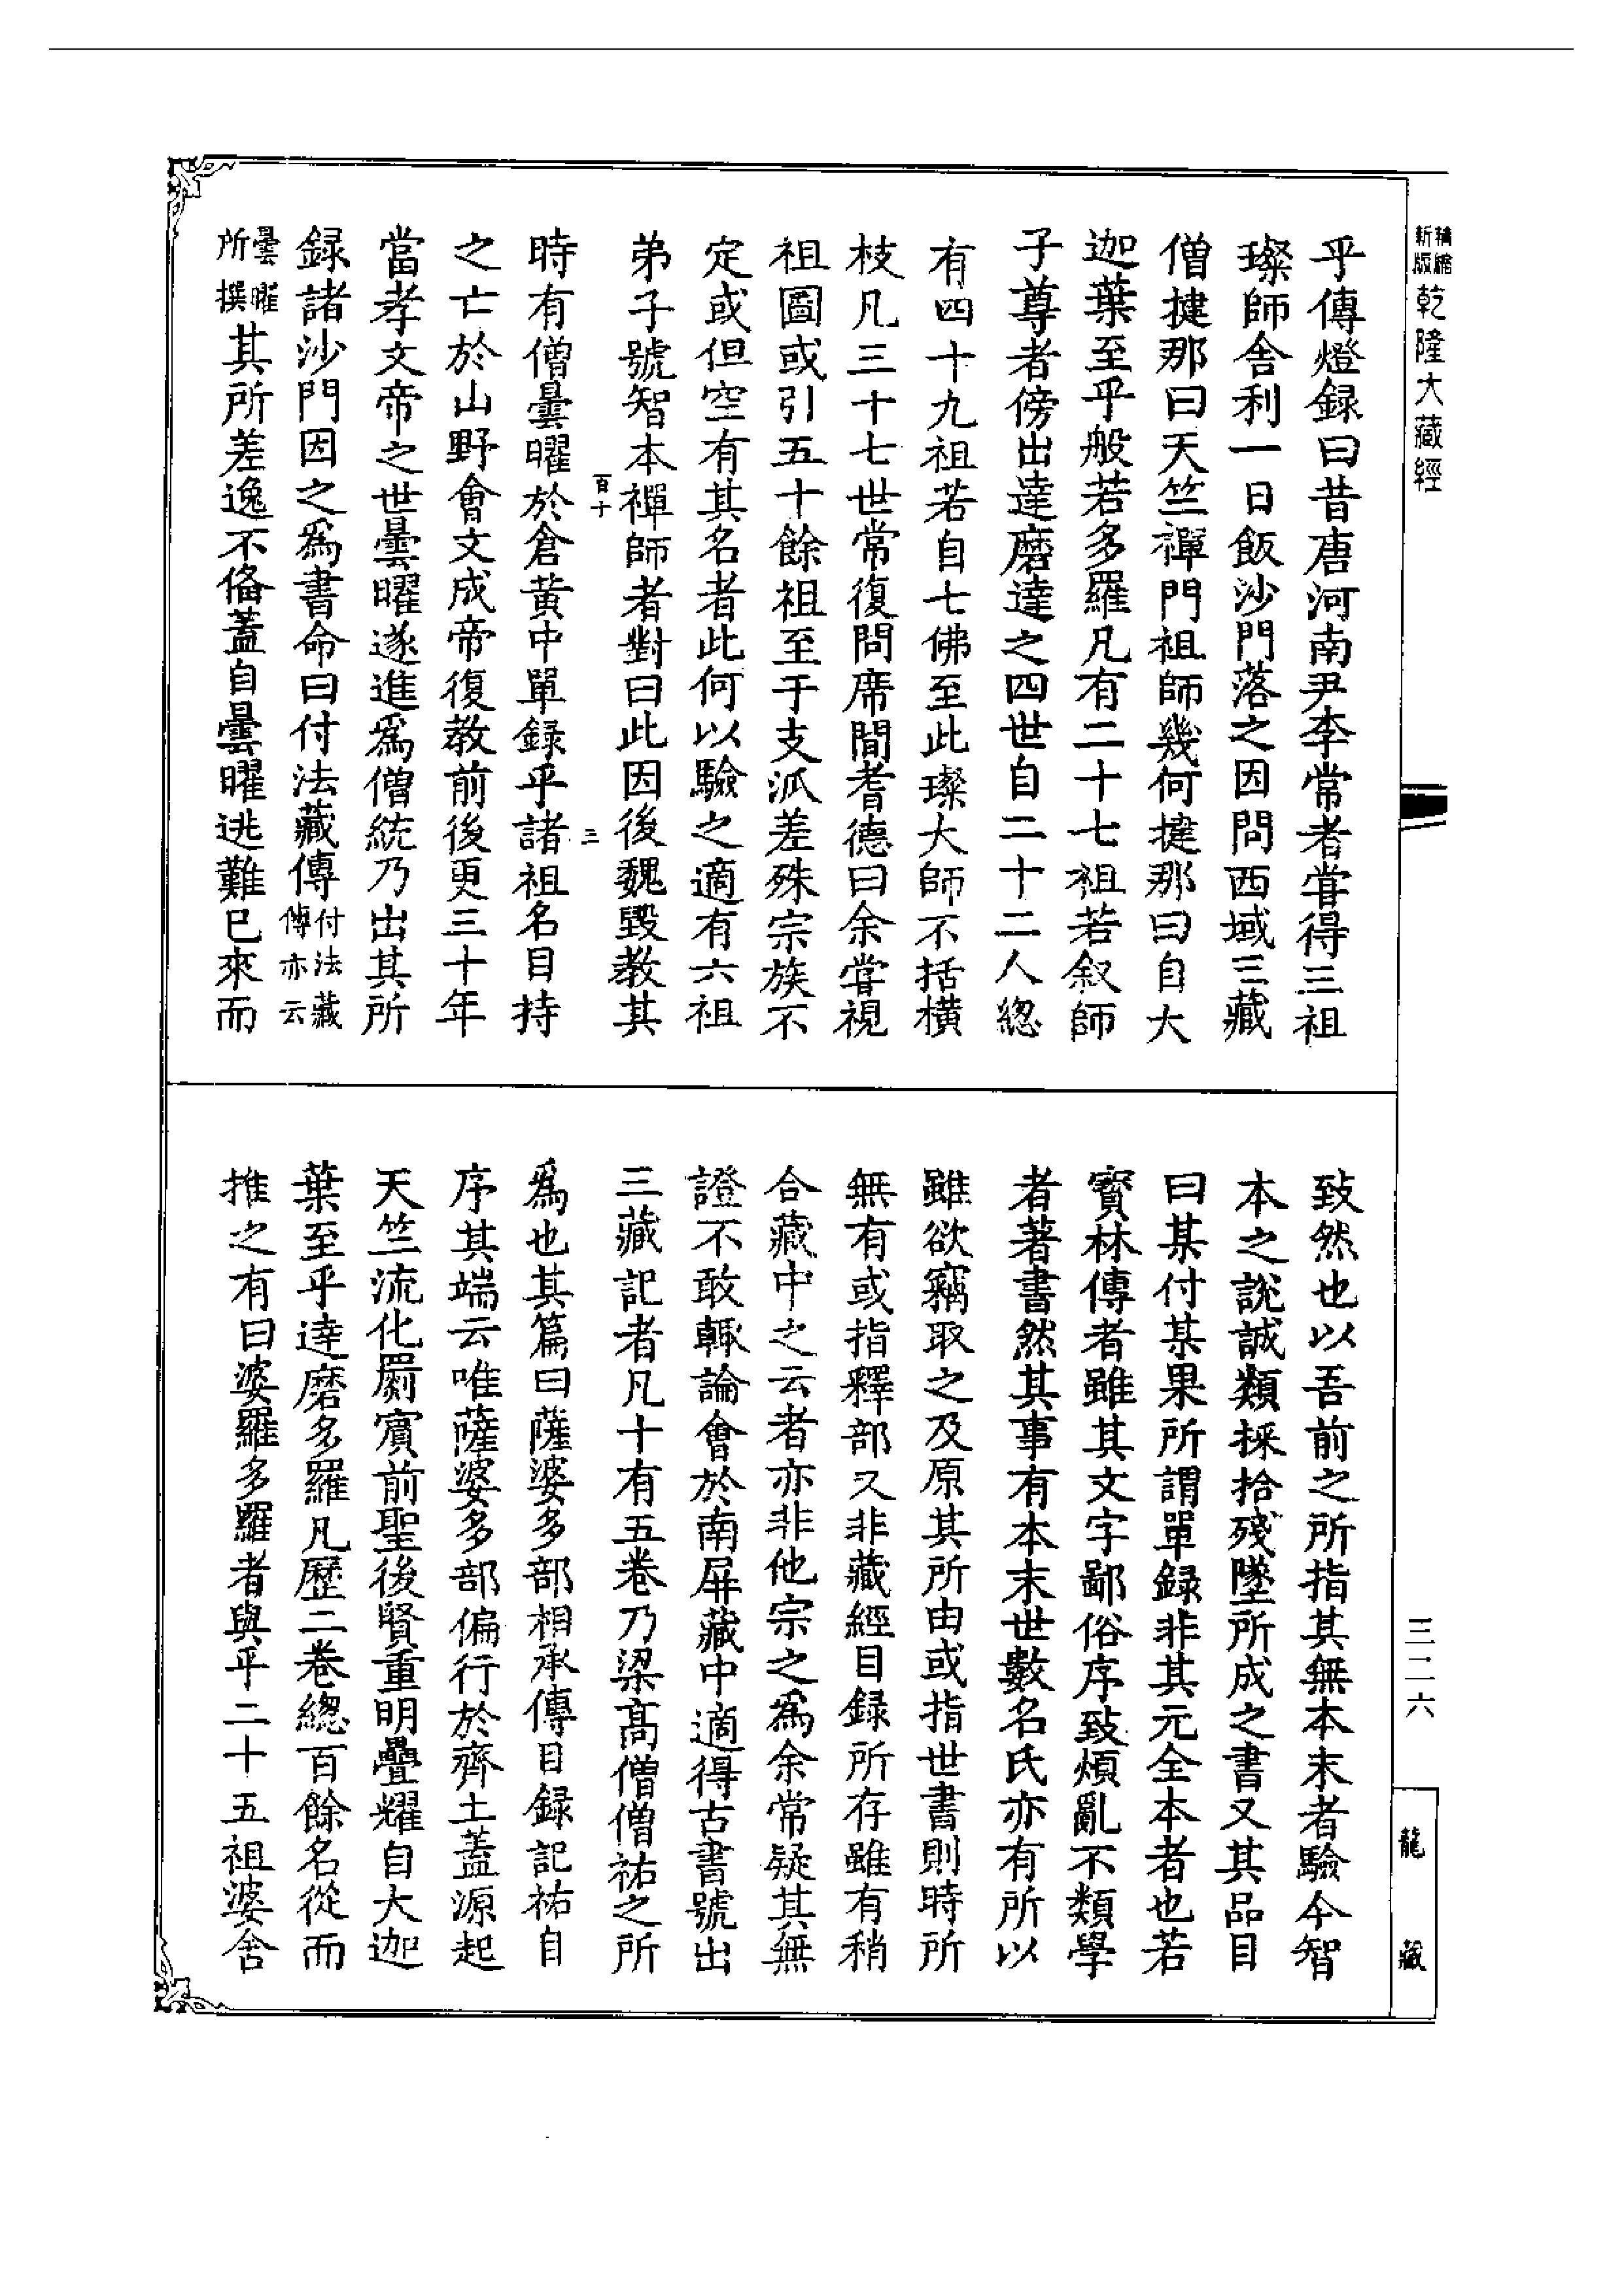 乾隆大藏經
乎傳燈録曰昔唐河南尹李常者甞得三祖
璨師舍利一日飯沙門落之因問西域三藏
僧揵那曰天竺禪門祖師幾何揵那曰自大
迦葉至乎般若多羅凡有二十七祖若叙師
子尊者傍出達磨達之四世自二十二人緫
有四十九祖若自七佛至此璨大師不括橫
枝凡三十七世常復問席間耆德曰余甞視
祖圖或引五十餘祖至于支泒差殊宗族不
定或但空有其名者此何以驗之適有六祖
弟子號智本禪師者對曰此因後魏毀教其
百十 三
時有僧曇曜於倉黃中單録乎諸祖名目持
之亡於山野會文成帝復教前後更三十年
當孝文帝之世曇曜遂進爲僧統乃出其所
録諸沙門因之爲書命曰付法藏傳付法藏傳亦云
曇曜所撰其所差逸不俻蓋自曇曜逃難已來而
致然也以吾前之所指其無本末者驗今智
本之說誠類採拾殘墜所成之書又其品目
曰某付某果所謂單録非其元全本者也若
寳林傳者雖其文字鄙俗序致煩亂不類學
者著書然其事有本末世數名氏亦有所以
雖欲竊取之及原其所由或指世書則時所
無有或指釋部又非藏經目録所存雖有稍
合藏中之云者亦非他宗之爲余常疑其無
證不敢輙論會於南屏藏中適得古書號出
三藏記者凡十有五卷乃梁髙僧僧祐之所
爲也其篇曰薩婆多部相承傳目録記祐自
序其端云唯薩婆多部偏行於齊土蓋源起
天竺流化罽賓前聖後賢重明疊耀自大迦
葉至乎達磨多羅凡歷二卷緫百餘名從而
推之有曰婆羅多羅者與乎二十五祖婆舍
三二六
龍藏